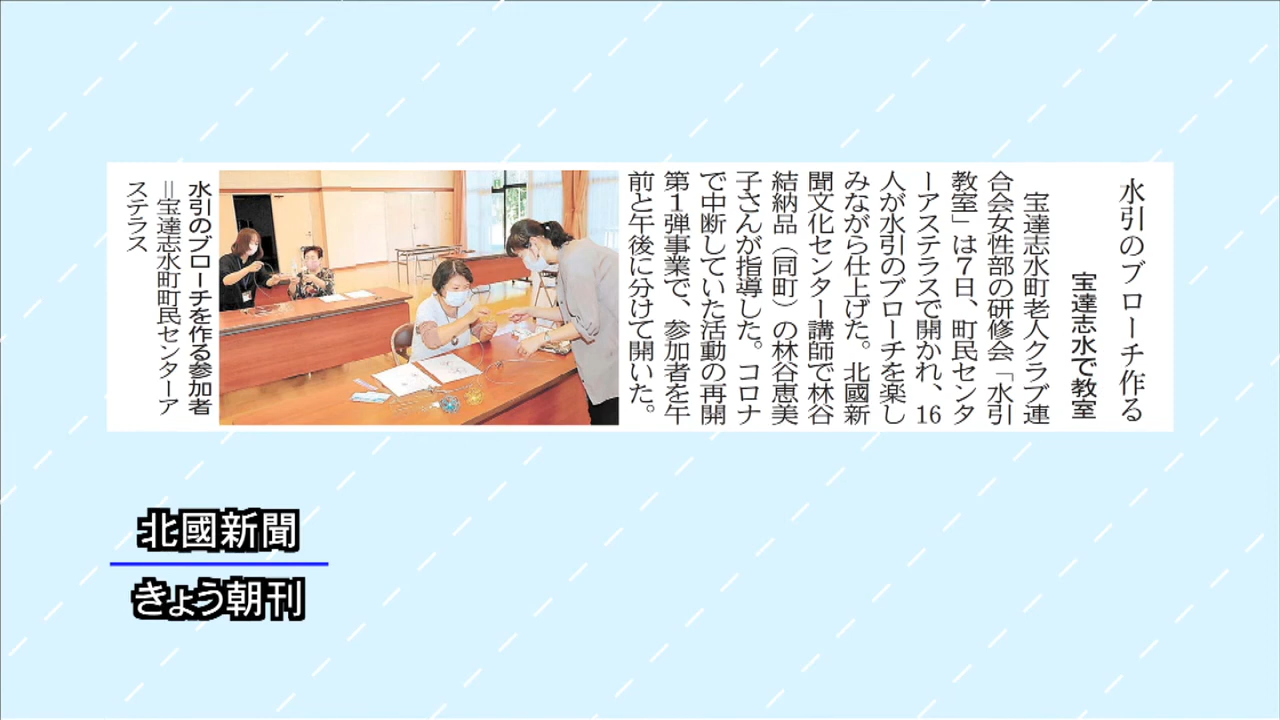 水引のブローチ作る
宝達志水で教室
宝達志水町老人クラブ連
合会女性部の研修会「水引
教室」は７日、町民センタ
ーアステラスで開かれ、16
人が水引のブローチを楽し
みながら仕上げた。北國新
聞文化センター講師で林谷
結納品（同町）の林谷恵美
子さんが指導した。コロナ
で中断していた活動の再開
第１弾事業で、参加者を午
前と午後に分けて開いた。
水引のブローチを作る参加者
＝宝達志水町町民センターア
ステラス
北國新聞
きょう朝刊